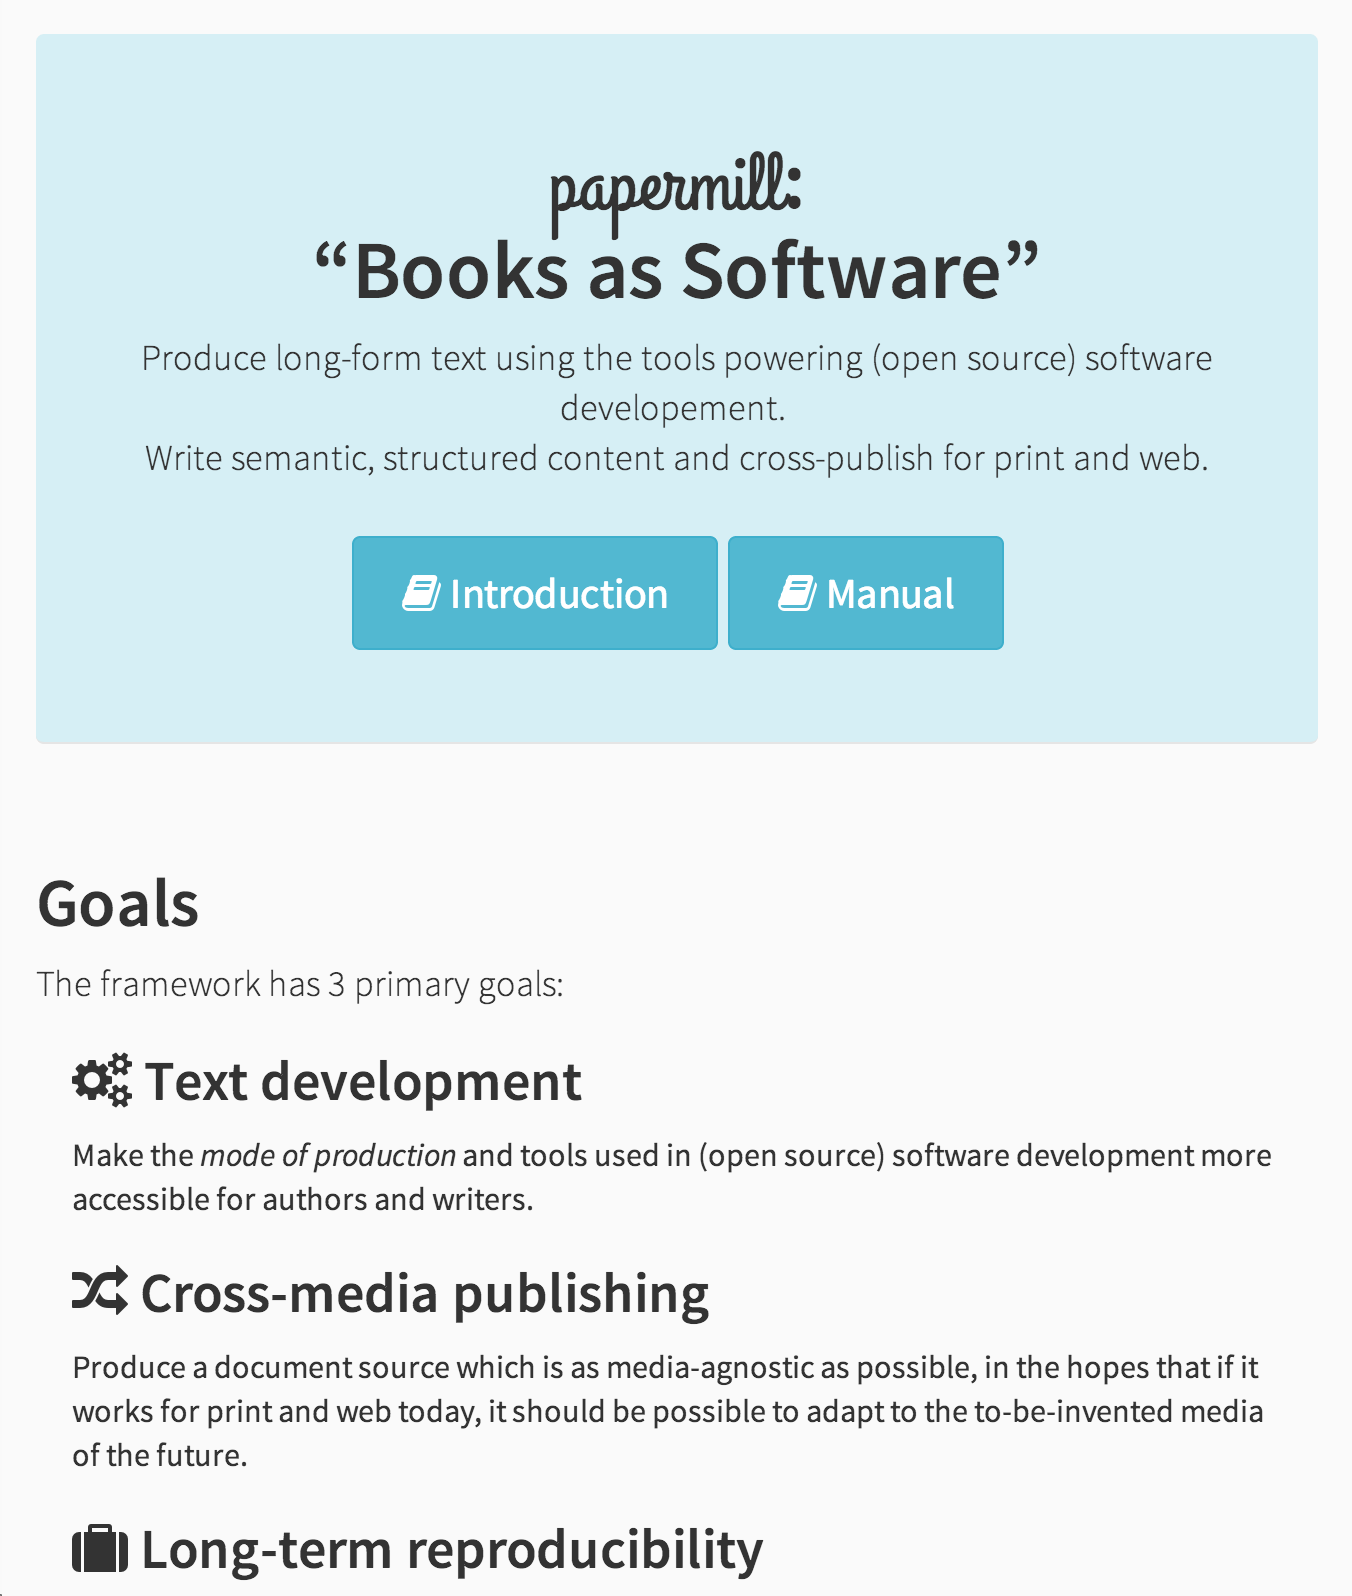 papermill:
“Books as Software”
Produce long-form text using the tools powering (open source) software
developement.
Write semantic, structured content and cross-publish for print and web.
Introduction
Manual
Goals
The framework has 3 primary goals:
Text development
Make the mode of production and tools used in (open source) software development more
accessible for authors and writers.
Cross-media publishing
Produce a document source which is as media-agnostic as possible, in the hopes that if it
works for print and web today, it should be possible to adapt to the to-be-invented media
of the future.
Long-term reproducibility